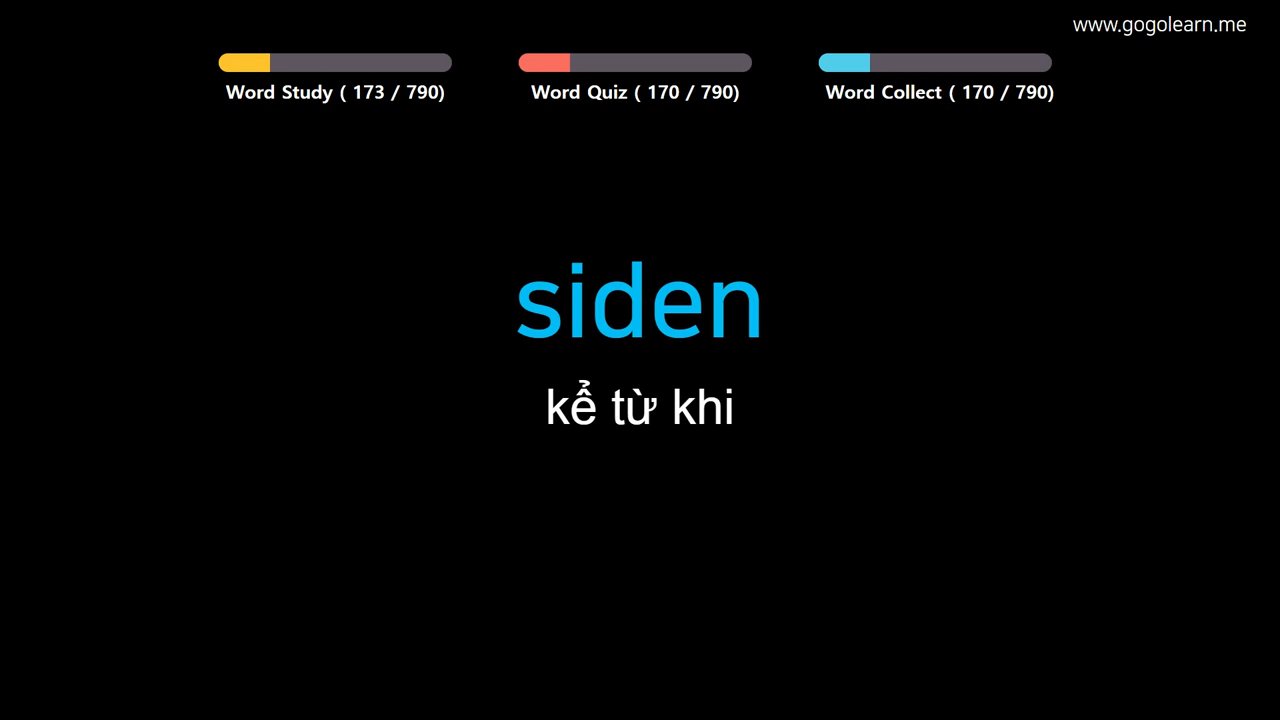 www.gogolearn.me
Word Study ( 173 / 790)
Word Quiz ( 170 / 790)
Word Collect ( 170 / 790)
siden
kể từ khi